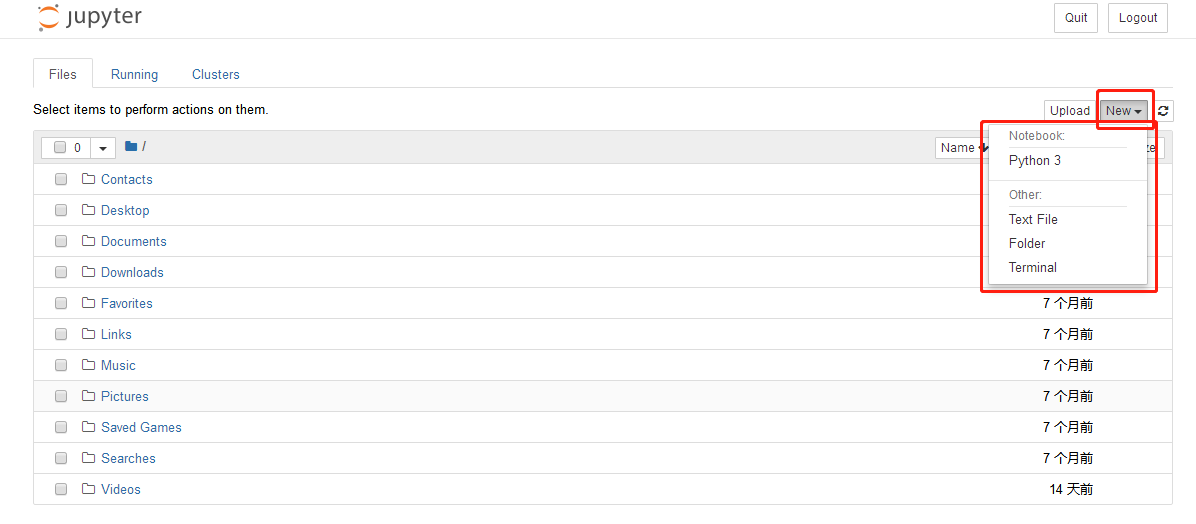 jupyter
Quit Logout
Files Running Clusters
Select items to perform actions on them.
Upload New
Notebook:
Python 3
Other:
Text File
Folder
Terminal
0 / Name
Contacts
Desktop
Documents
Downloads
Favorites 7 个月前
Links 7 个月前
Music 7 个月前
Pictures 7 个月前
Saved Games 7 个月前
Searches 7 个月前
Videos 14 天前